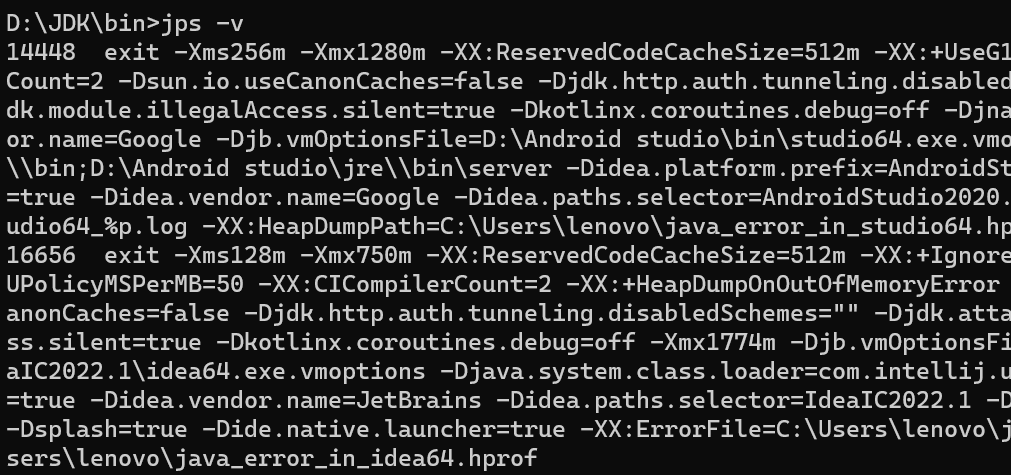 D:\JDK\bin>jps -v
14448  exit -Xms256m -Xmx1280m -XX:ReservedCodeCacheSize=512m -XX:+UseG1
Count=2 -Dsun.io.useCanonCaches=false -Djdk.http.auth.tunneling.disabled
dk.module.illegalAccess.silent=true -Dkotlinx.coroutines.debug=off -Djna
or.name=Google -Djb.vmOptionsFile=D:\Android studio\bin\studio64.exe.vmo
\\bin;D:\Android studio\jre\\bin\server -Didea.platform.prefix=AndroidSt
=true -Didea.vendor.name=Google -Didea.paths.selector=AndroidStudio2020.
udio64_%p.log -XX:HeapDumpPath=C:\Users\lenovo\java_error_in_studio64.hp
16656  exit -Xms128m -Xmx750m -XX:ReservedCodeCacheSize=512m -XX:+Ignore
UPolicyMSPerMB=50 -XX:CICompilerCount=2 -XX:+HeapDumpOnOutOfMemoryError
anonCaches=false -Djdk.http.auth.tunneling.disabledSchemes="" -Djdk.atta
ss.silent=true -Dkotlinx.coroutines.debug=off -Xmx1774m -Djb.vmOptionsFi
aIC2022.1\idea64.exe.vmoptions -Djava.system.class.loader=com.intellij.u
=true -Didea.vendor.name=JetBrains -Didea.paths.selector=IdeaIC2022.1 -D
-Dsplash=true -Dide.native.launcher=true -XX:ErrorFile=C:\Users\lenovo\j
sers\lenovo\java_error_in_idea64.hprof